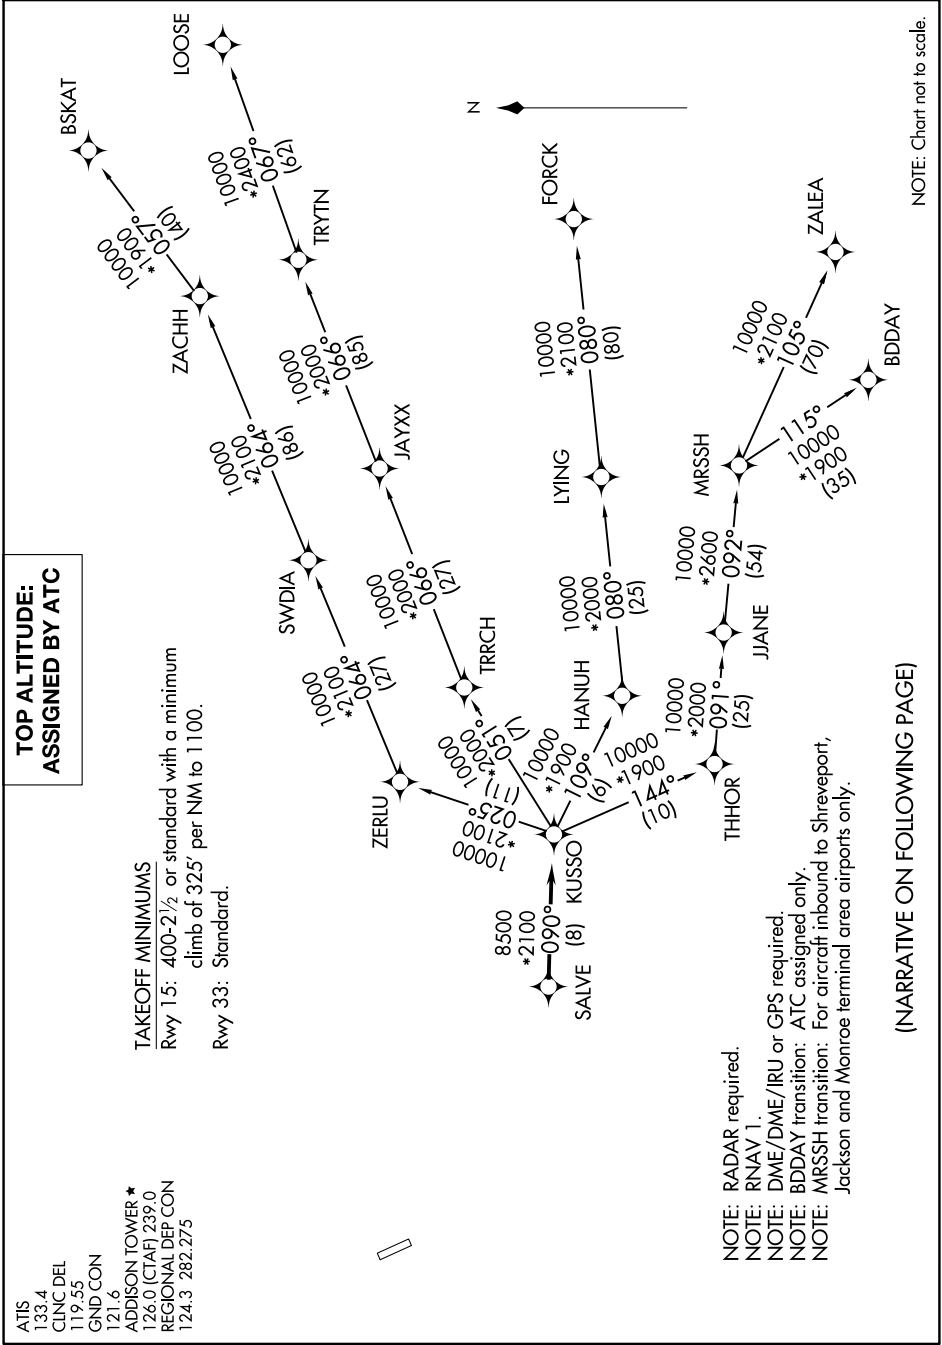 ATIS
133.4
CLNC DEL
119.55
GND CON
121.6
ADDISON TOWER ★
126.0 (CTAF) 239.0
REGIONAL DEP CON
124.3 282.275
TOP ALTITUDE:
ASSIGNED BY ATC
TAKEOFF MINIMUMS
Rwy 15: 400-2½ or standard with a minimum
climb of 325' per NM to 1100.
Rwy 33: Standard.
BSKAT
10000
*1900
057°
(40)
ZACHH
10000
*2100
064°
(86)
SWDIA
10000
*2100
064°
(27)
ZERLU
10000
*2100
025°
(11)
LOOSE
10000
*2400
067°
(62)
TRYTN
10000
*2000
066°
(85)
JAYXX
10000
*2000
066°
(27)
TRRCH
10000
*2000
051°
(7)
N
FORCK
10000
*2100
080°
(80)
LYING
10000
*2000
080°
(25)
HANUH
10000
*1900
109°
(6)
SALVE
8500
*2100
090°
(8)
KUSSO
10000
*1900
144°
(10)
THHOR
10000
*2000
091°
(25)
JJANE
10000
*2600
092°
(54)
MRSSH
10000
*2100
105°
(70)
ZALEA
115°
10000
*1900
(35)
BDDAY
NOTE: RADAR required.
NOTE: RNAV 1.
NOTE: DME/DME/IRU or GPS required.
NOTE: BDDAY transition: ATC assigned only.
NOTE: MRSSH transition: For aircraft inbound to Shreveport,
Jackson and Monroe terminal area airports only.
NOTE: Chart not to scale.
(NARRATIVE ON FOLLOWING PAGE)